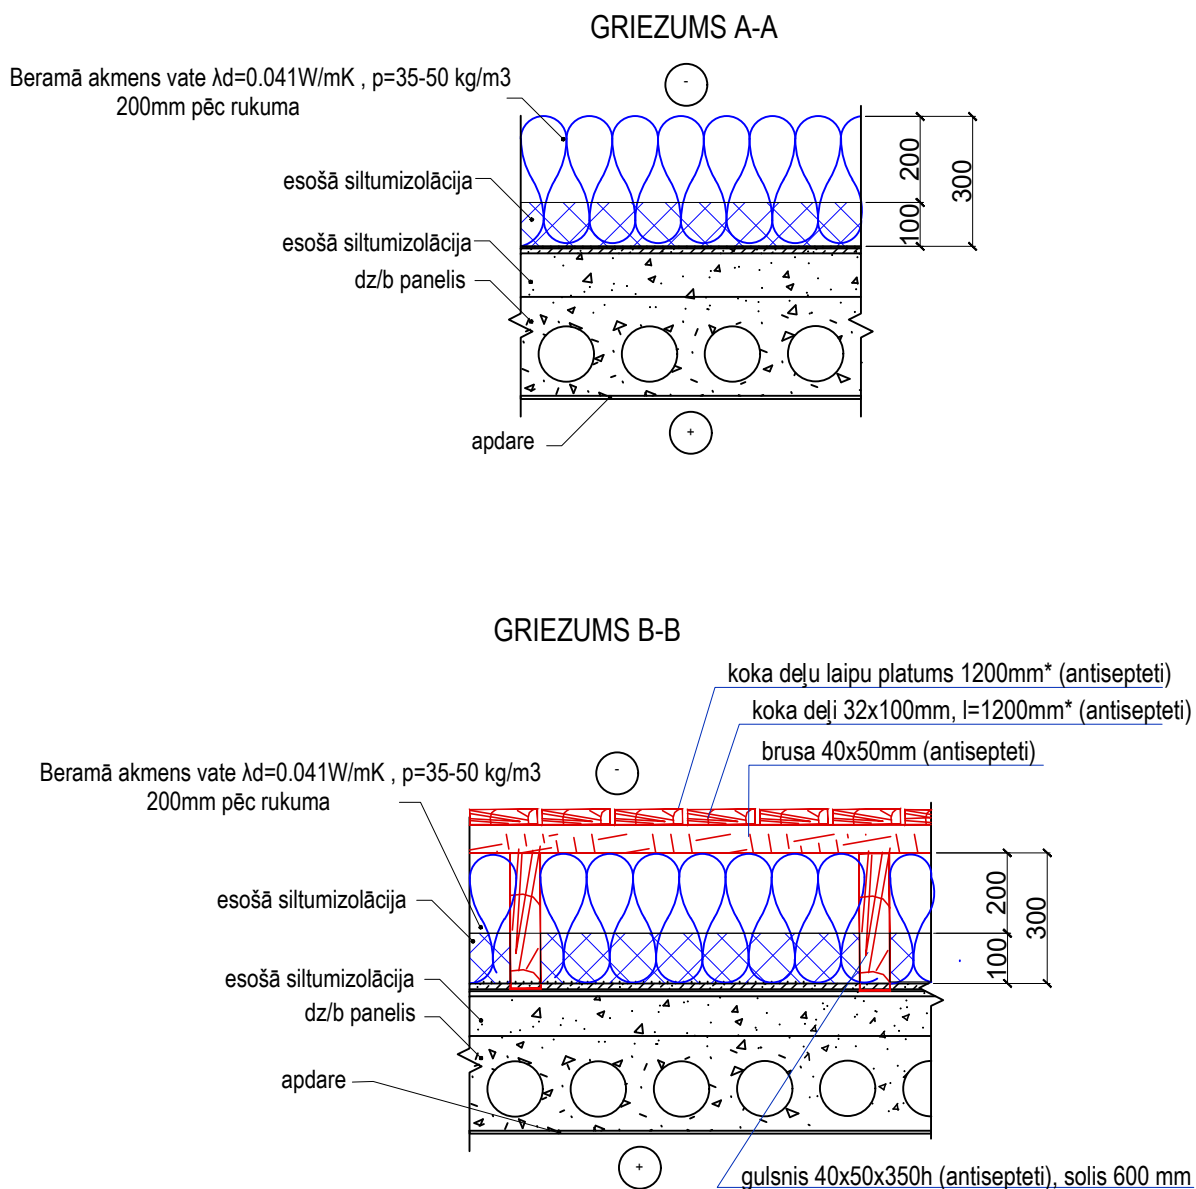 GRIEZUMS A-A
Beramā akmens vate λd=0.041W/mK , p=35-50 kg/m3
200mm pēc rukuma
-
esošā siltumizolācija
esošā siltumizolācija
dz/b panelis
apdare
+
200
100
300
GRIEZUMS B-B
koka deļu laipu platums 1200mm* (antisepteti)
koka deļi 32x100mm, l=1200mm* (antisepteti)
brusa 40x50mm (antisepteti)
-
Beramā akmens vate λd=0.041W/mK , p=35-50 kg/m3
200mm pēc rukuma
esošā siltumizolācija
esošā siltumizolācija
dz/b panelis
apdare
200
100
300
+
gulsnis 40x50x350h (antisepteti), solis 600 mm